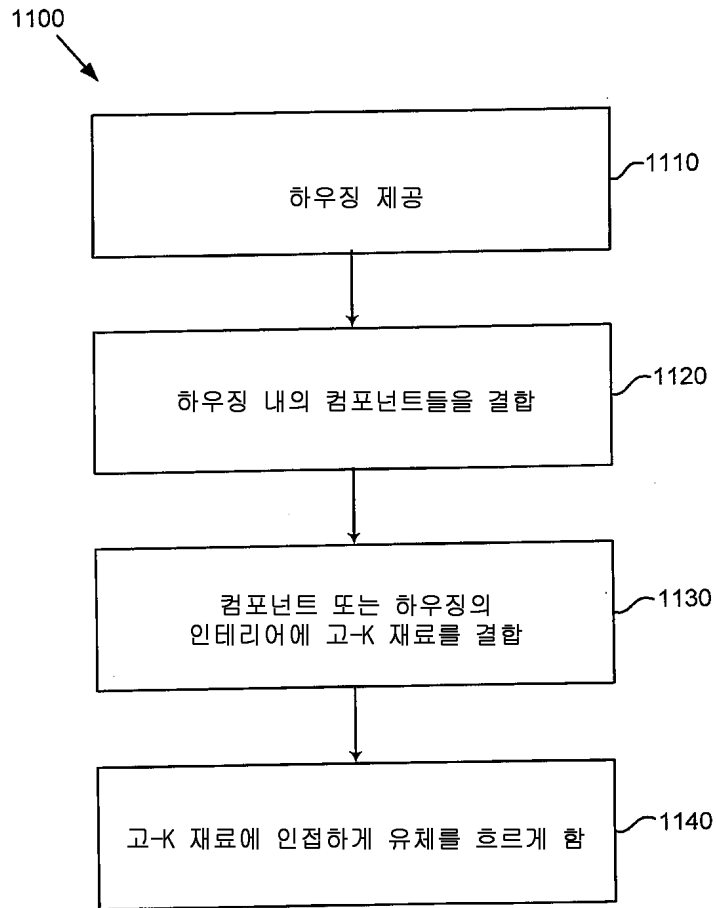 1100
하우징 제공
1110
하우징 내의 컴포넌트들을 결합
1120
컴포넌트 또는 하우징의
인테리어에 고-K 재료를 결합
1130
고-K 재료에 인접하게 유체를 흐르게 함
1140